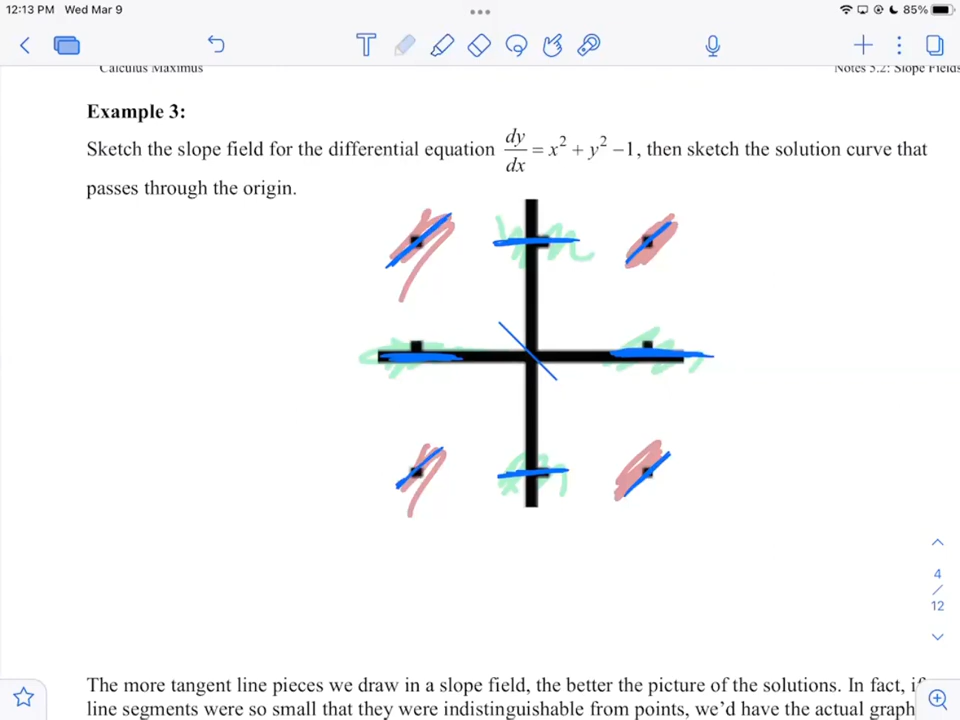 12:13 PM Wed Mar 9 85%
Calculus Maximus Notes 5.2: Slope Fields
Example 3:
Sketch the slope field for the differential equation dy/dx = x² + y² −1, then sketch the solution curve that
passes through the origin.
4
/
12
The more tangent line pieces we draw in a slope field, the better the picture of the solutions. In fact, if
line segments were so small that they were indistinguishable from points, we’d have the actual graph